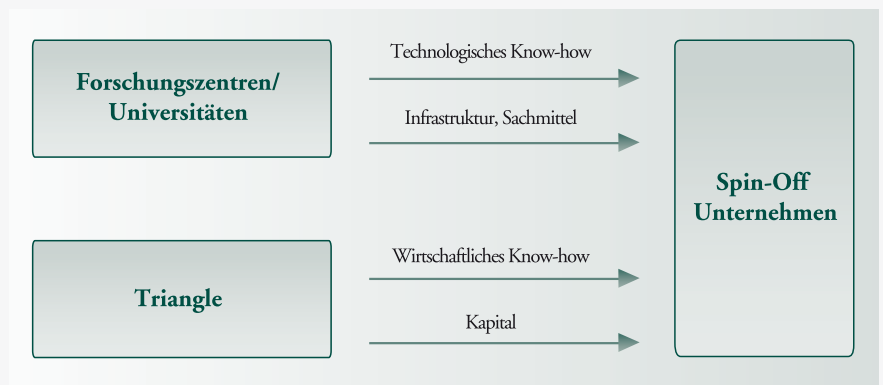 Forschungszentren/
Universitäten
Technologisches Know-how
Infrastruktur, Sachmittel
Triangle
Wirtschaftliches Know-how
Kapital
Spin-Off
Unternehmen